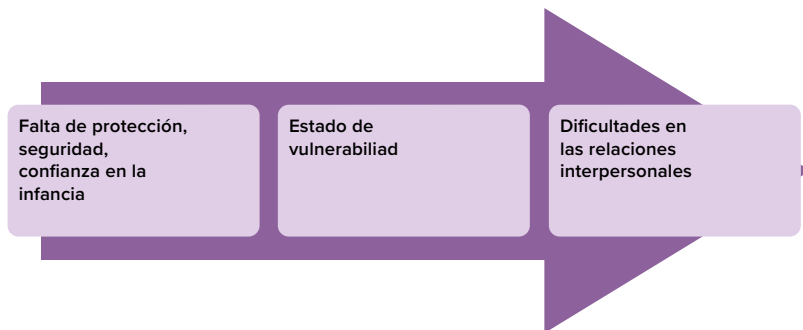 Falta de protección,
seguridad,
confianza en la
infancia
Estado de
vulnerabiliad
Dificultades en
las relaciones
interpersonales